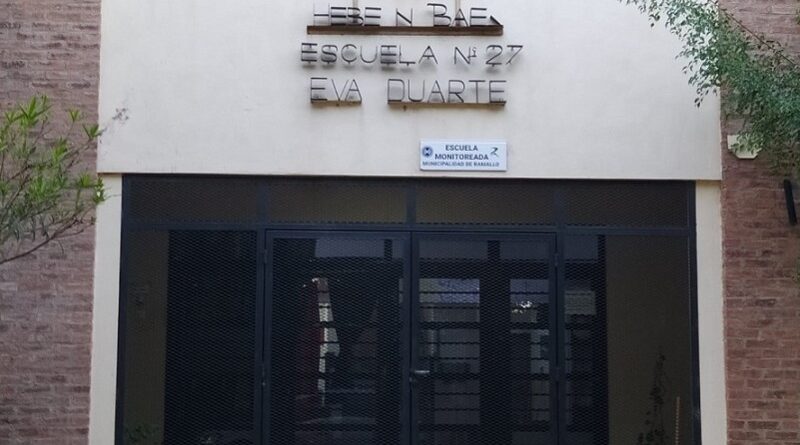 HEBE N BAE
ESCUELA Nº 27
EVA DUARTE
ESCUELA
MONITOREADA
MUNICIPALIDAD DE RAMALLO